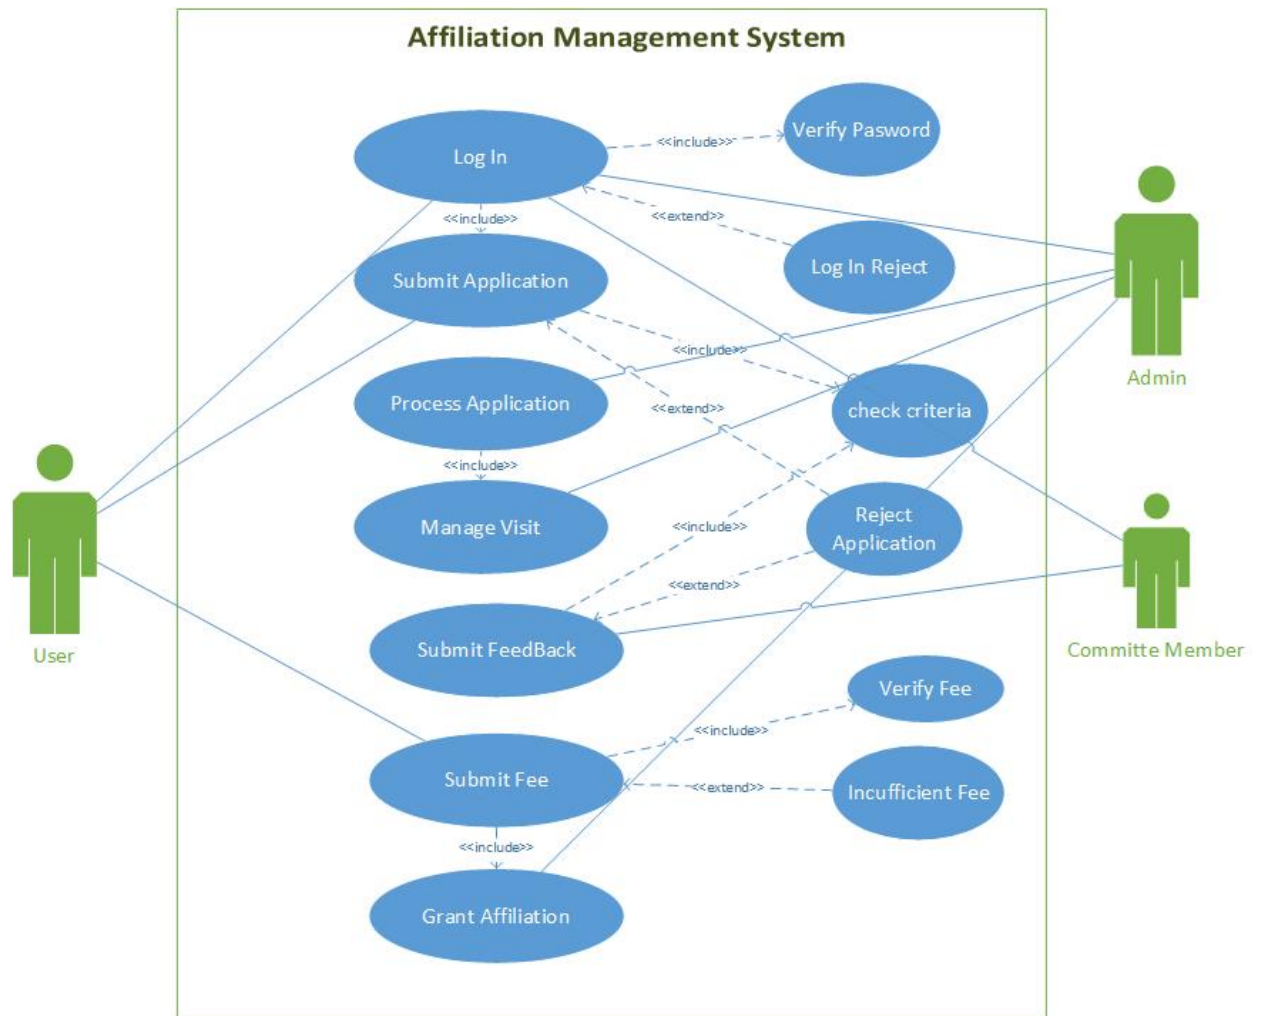 Affiliation Management System
Verify Pasword
Log In
<<include>>
<<extend>>
<<include>>
Log In Reject
Submit Application
<<include>>
Admin
Process Application
<<extend>>
check criteria
<<include>>
Manage Visit
<<include>>
Reject
Application
<<extend>>
Submit FeedBack
User
Committe Member
Verify Fee
<<include>>
Submit Fee
<<extend>>
Incufficient Fee
<<include>>
Grant Affiliation